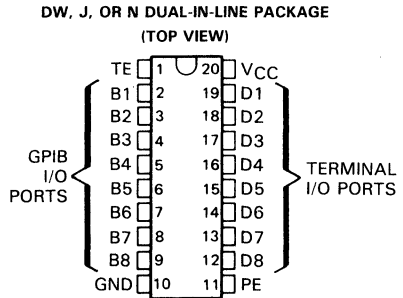 DW, J, OR N DUAL-IN-LINE PACKAGE
(TOP VIEW)
TE 1 20 VCC
B1 2 19 D1
B2 3 18 D2
B3 4 17 D3
B4 5 16 D4
B5 6 15 D5
B6 7 14 D6
B7 8 13 D7
B8 9 12 D8
GND 10 11 PE
GPIB
I/O
PORTS
TERMINAL
I/O PORTS